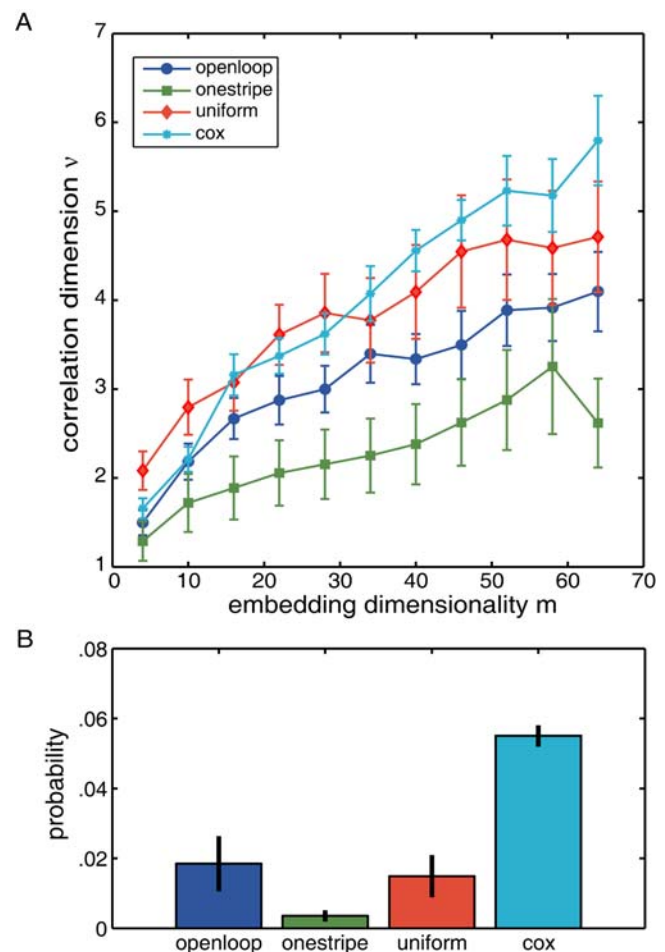 A
7
6
5
4
3
2
1
correlation dimension ν
openloop
onestripe
uniform
cox
0 10 20 30 40 50 60 70
embedding dimensionality m
B
.08
.06
.04
.02
0
probability
openloop onestripe uniform cox